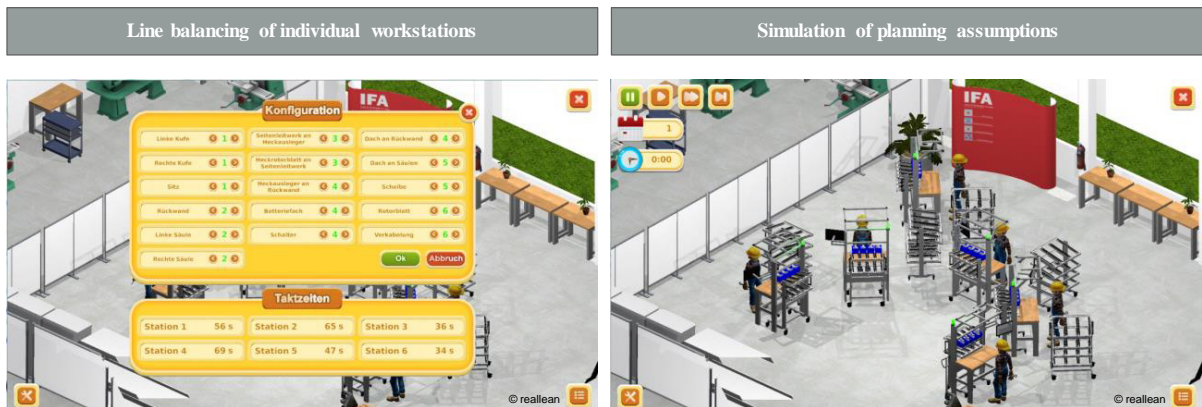 Line balancing of individual workstations
Simulation of planning assumptions
IFA
Konfiguration
Linke Kufe 1
Seitenleitwerk an Heckausleger 3
Dach an Rückwand 4
Rechte Kufe 1
Heckrotorblatt an Seitenleitwerk 3
Dach an Säulen 5
Sitz 1
Heckausleger an Rückwand 4
Scheibe 5
Rückwand 2
Batteriefach 4
Rotorblatt 6
Linke Säule 2
Schalter 4
Verkabelung 6
Rechte Säule 2
Ok
Abbruch
Taktzeiten
Station 1 56 s
Station 2 65 s
Station 3 36 s
Station 4 69 s
Station 5 47 s
Station 6 34 s
© reallean
1
0:00
IFA
© reallean